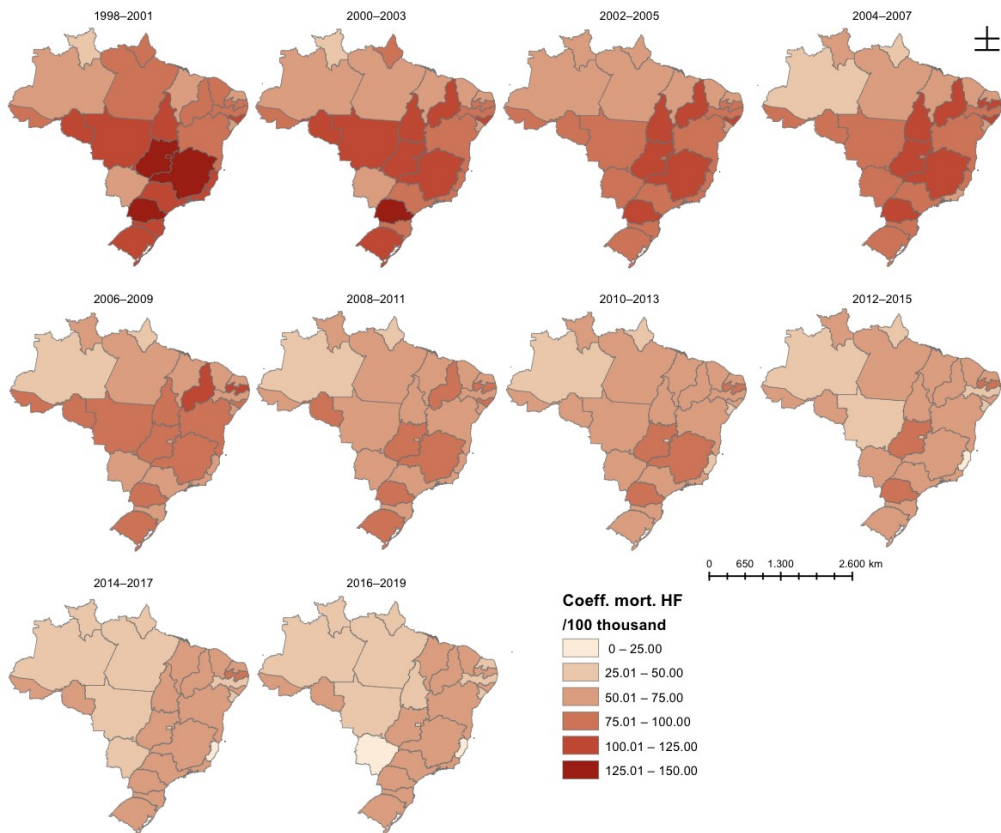 1998–2001
2000–2003
2002–2005
2004–2007
2006–2009
2008–2011
2010–2013
2012–2015
2014–2017
2016–2019
0 650 1.300 2.600 km
Coeff. mort. HF
/100 thousand
0 – 25.00
25.01 – 50.00
50.01 – 75.00
75.01 – 100.00
100.01 – 125.00
125.01 – 150.00